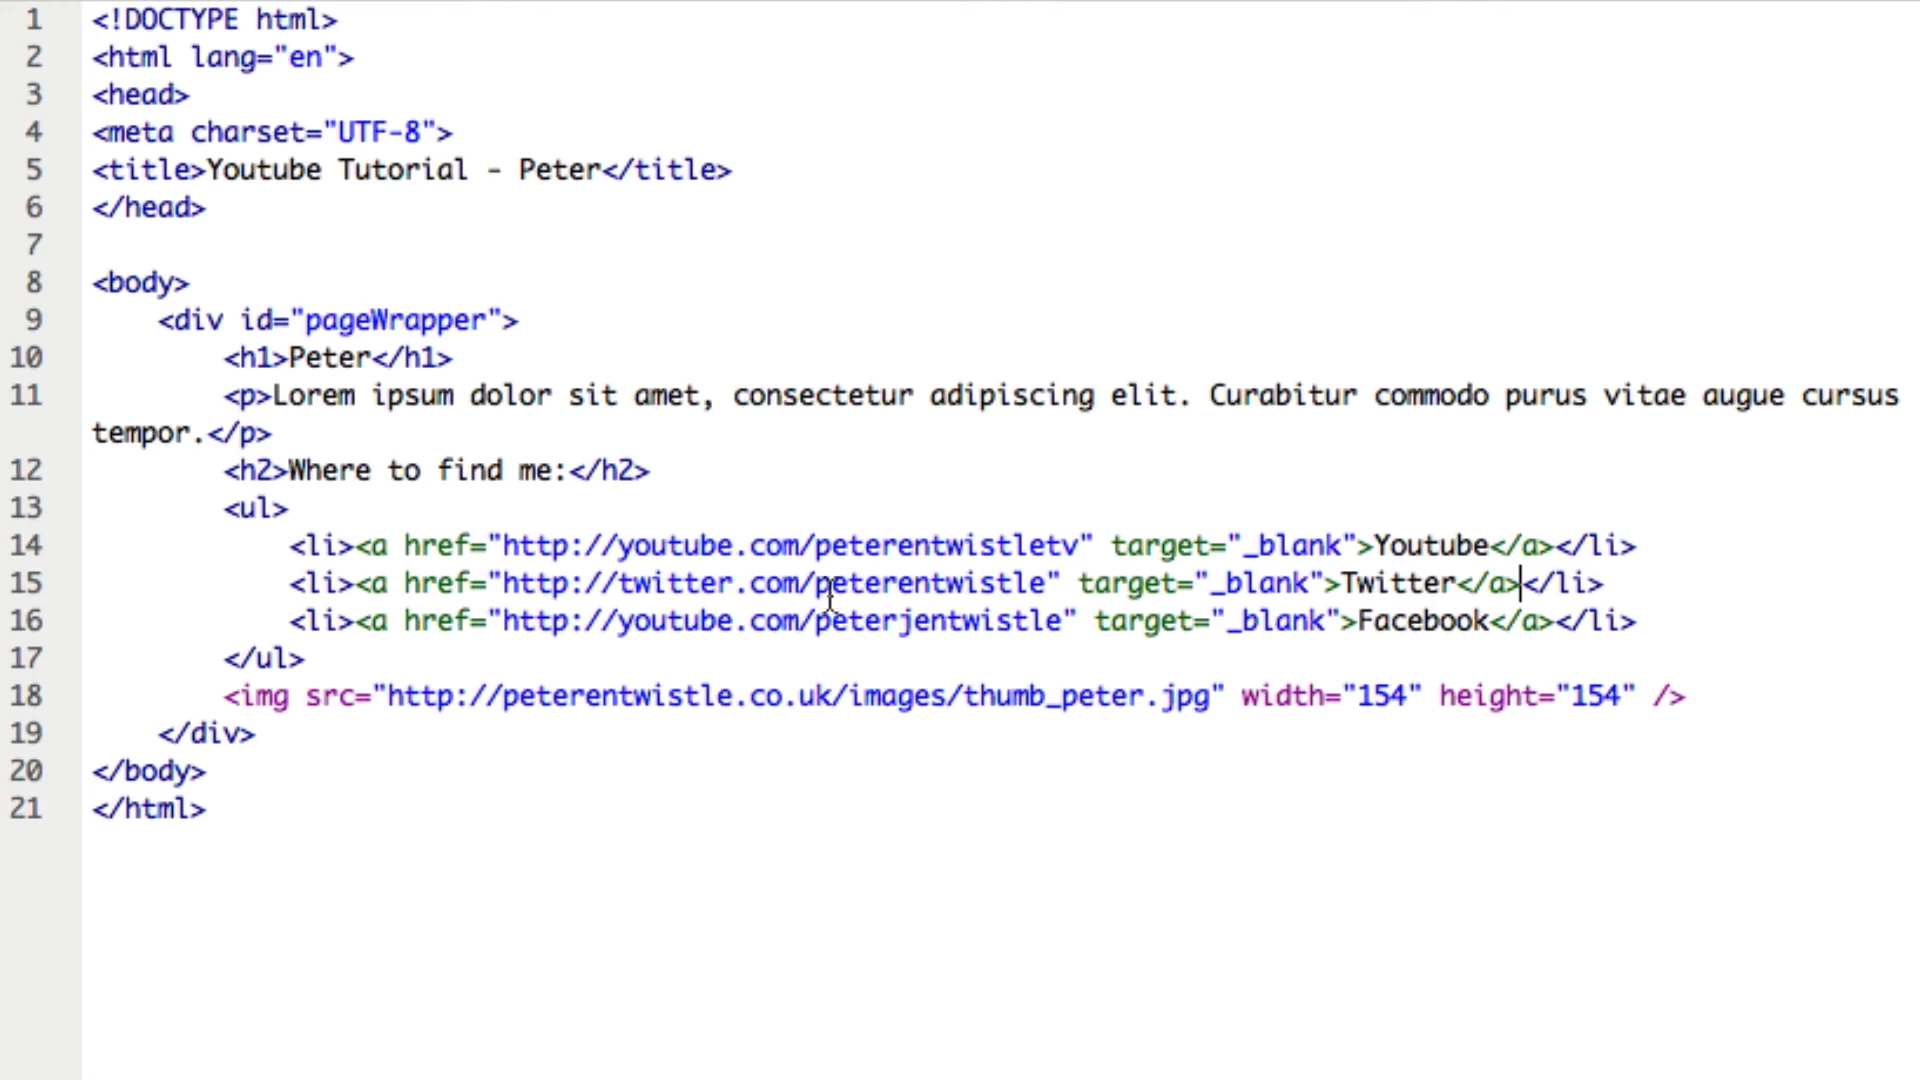 1 <!DOCTYPE html>
2 <html lang="en">
3 <head>
4 <meta charset="UTF-8">
5 <title>Youtube Tutorial - Peter</title>
6 </head>
7
8 <body>
9 <div id="pageWrapper">
10 <h1>Peter</h1>
11 <p>Lorem ipsum dolor sit amet, consectetur adipiscing elit. Curabitur commodo purus vitae augue cursus
tempor.</p>
12 <h2>Where to find me:</h2>
13 <ul>
14 <li><a href="http://youtube.com/peterentwistletv" target="_blank">Youtube</a></li>
15 <li><a href="http://twitter.com/peterentwistle" target="_blank">Twitter</a></li>
16 <li><a href="http://youtube.com/peterjentwistle" target="_blank">Facebook</a></li>
17 </ul>
18 <img src="http://peterentwistle.co.uk/images/thumb_peter.jpg" width="154" height="154" />
19 </div>
20 </body>
21 </html>